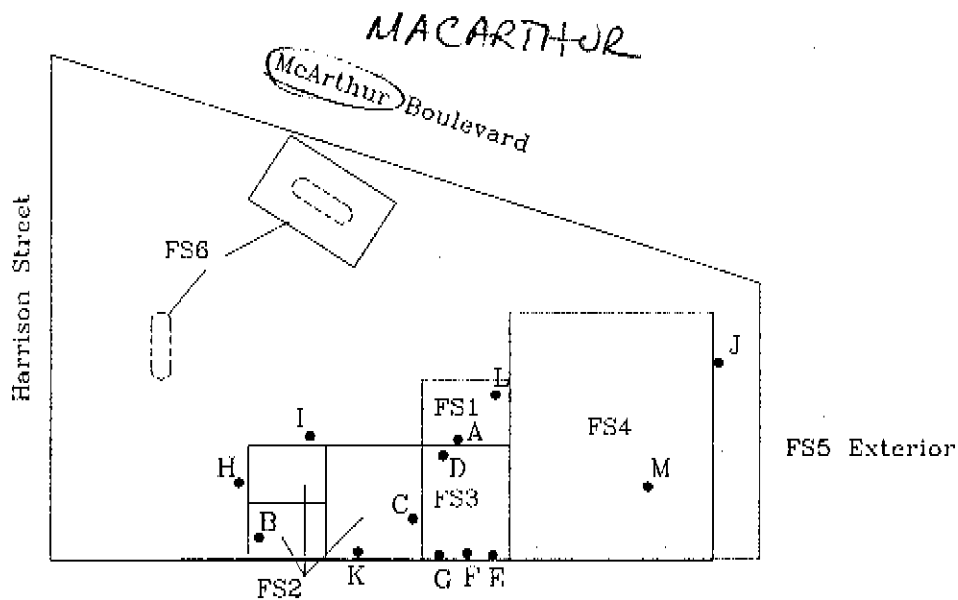 MACARTHUR
McArthur Boulevard
Harrison Street
FS6
J
L
FS1
I
A
FS4
FS5 Exterior
H
D
M
FS3
C
B
FS2
K
G
F
E